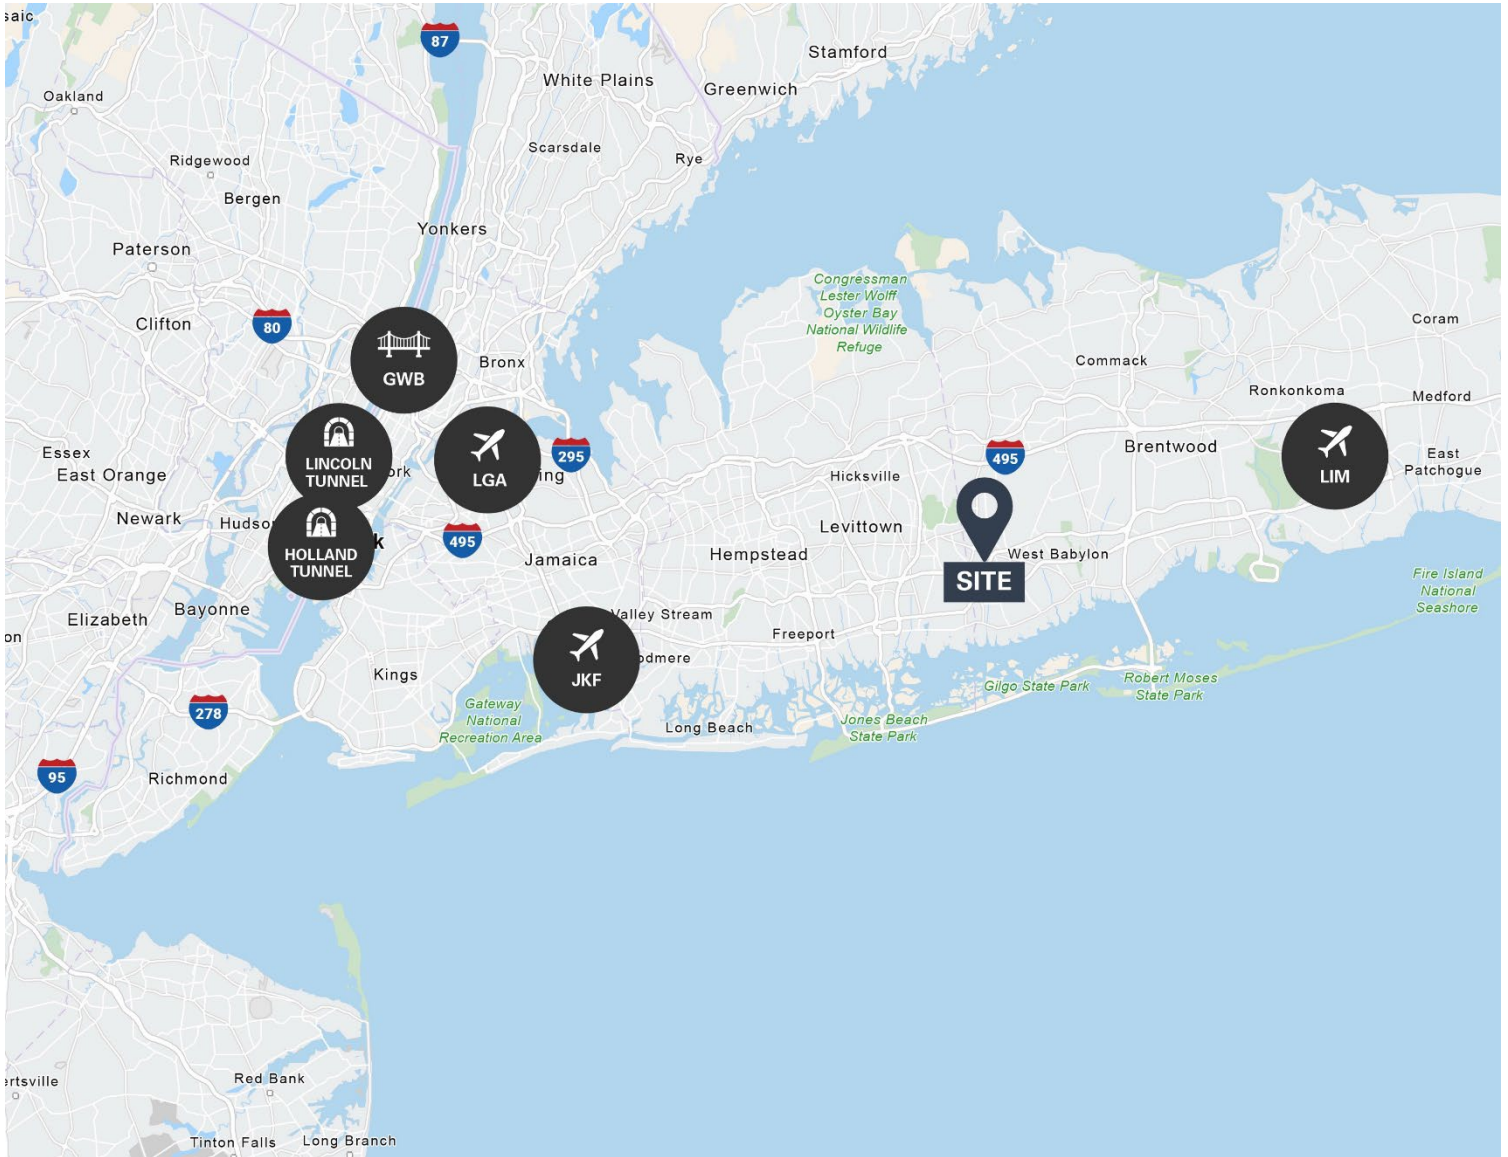 saic
87
Stamford
White Plains
Greenwich
Oakland
Scarsdale
Rye
Ridgewood
Bergen
Yonkers
Paterson
Congressman
Lester Wolff
Oyster Bay
National Wildlife
Refuge
Clifton
80
Coram
GWB
Bronx
Commack
Ronkonkoma
Medford
Essex
East Orange
LINCOLN
TUNNEL
ork
LGA
ing
295
Hicksville
495
Brentwood
LIM
East
Patchogue
Newark
Hudso
HOLLAND
TUNNEL
k
495
Jamaica
Hempstead
Levittown
West Babylon
SITE
Fire Island
National
Seashore
Bayonne
Elizabeth
on
Valley Stream
Freeport
JKF
odmere
Kings
Gateway
National
Recreation Area
Gilgo State Park
Robert Moses
State Park
278
Long Beach
Jones Beach
State Park
95
Richmond
ertsville
Red Bank
Tinton Falls
Long Branch